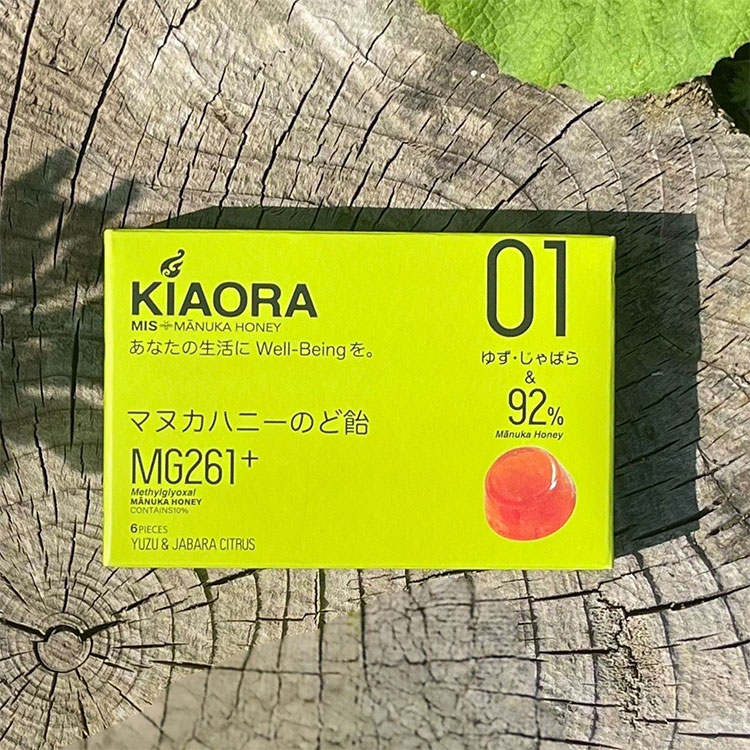 KIAORA
MIS MĀNUKA HONEY
あなたの生活に Well-Beingを。
マヌカハニーのど飴
MG261+
Methylglyoxal
MĀNUKA HONEY
CONTAINS10%
6PIECES
YUZU & JABARA CITRUS
01
ゆず・じゃばら
&
92%
Mānuka Honey